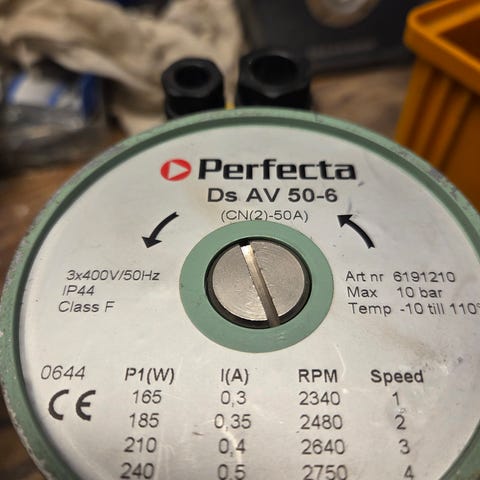 Perfecta
Ds AV 50-6
(CN(2)-50A)
3x400V/50Hz
IP44
Class F
Art nr 6191210
Max 10 bar
Temp -10 till 110°
0644
CE
P1(W) I(A) RPM Speed
165 0,3 2340 1
185 0,35 2480 2
210 0,4 2640 3
240 0,5 2750 4